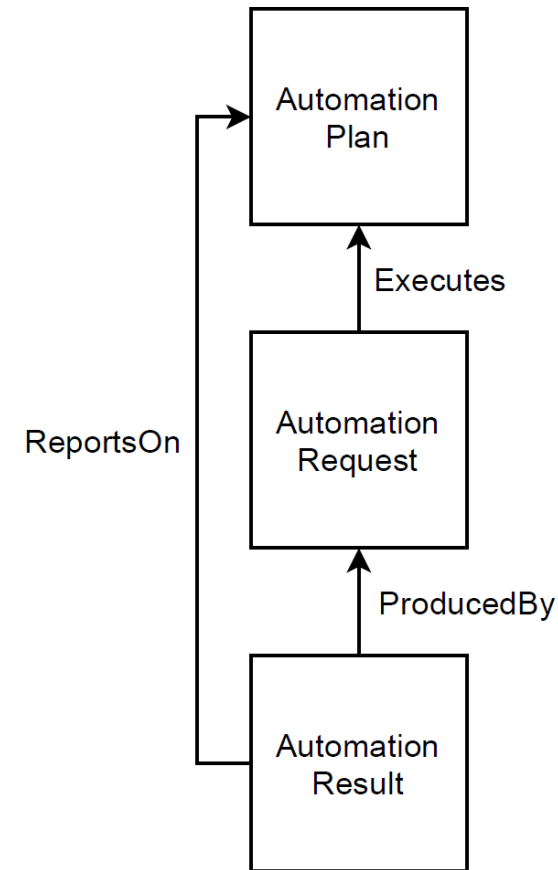 Automation
Plan
Executes
Automation
Request
ReportsOn
ProducedBy
Automation
Result